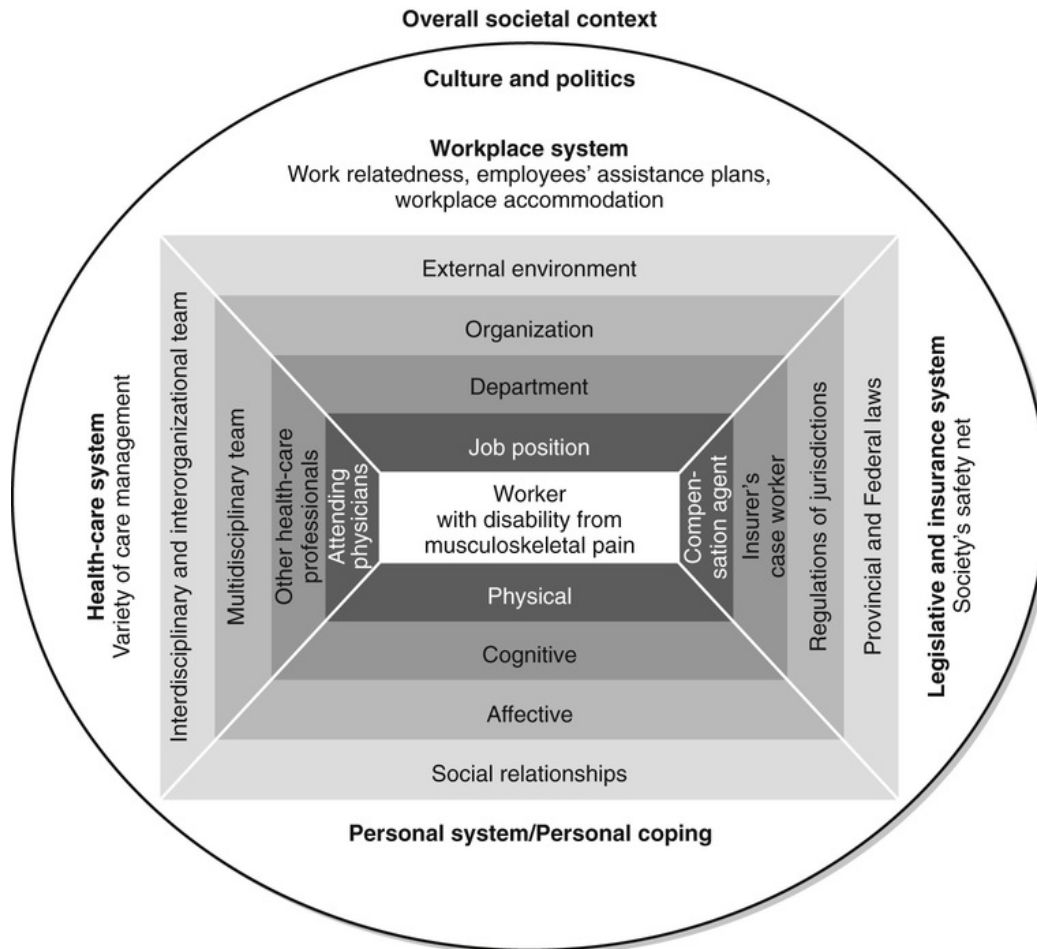 Overall societal context
Culture and politics
Workplace system
Work relatedness, employees' assistance plans,
workplace accommodation
External environment
Organization
Department
Job position
Health-care system
Variety of care management
Interdisciplinary and interorganizational team
Multidisciplinary team
Other health-care
professionals
Attending
physicians
Worker
with disability from
musculoskeletal pain
Compen-
sation agent
Insurer's
case worker
Regulations of jurisdictions
Provincial and Federal laws
Legislative and insurance system
Society's safety net
Physical
Cognitive
Affective
Social relationships
Personal system/Personal coping